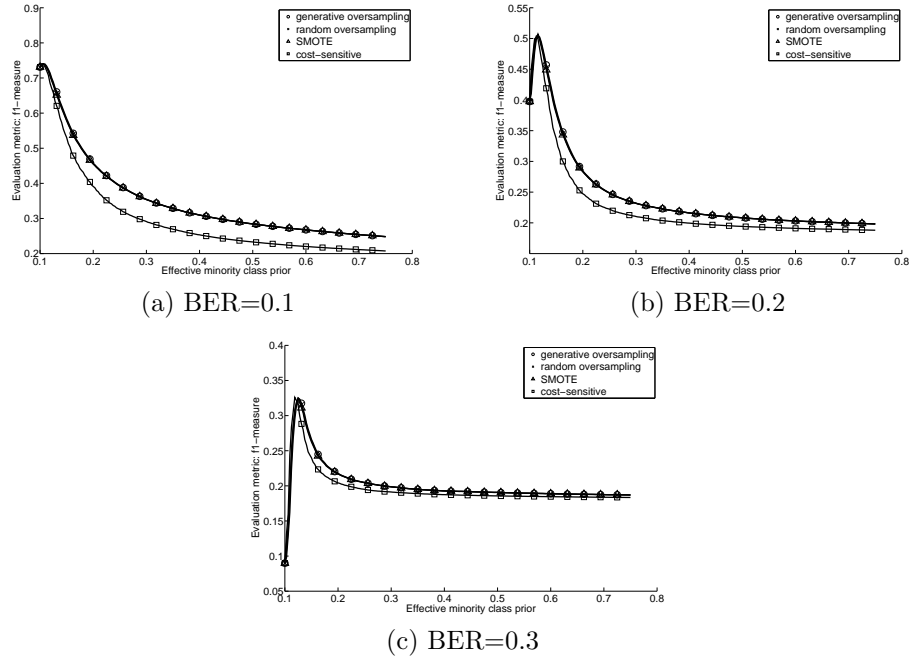 0.9
0.8
0.7
0.6
0.5
0.4
0.3
0.2
0.1 0.2 0.3 0.4 0.5 0.6 0.7 0.8
Evaluation metric: f1-measure
Effective minority class prior
generative oversampling
random oversampling
SMOTE
cost-sensitive
(a) BER=0.1
0.55
0.5
0.45
0.4
0.35
0.3
0.25
0.2
0.1 0.2 0.3 0.4 0.5 0.6 0.7 0.8
Evaluation metric: f1-measure
Effective minority class prior
generative oversampling
random oversampling
SMOTE
cost-sensitive
(b) BER=0.2
0.4
0.35
0.3
0.25
0.2
0.15
0.1
0.05
0.1 0.2 0.3 0.4 0.5 0.6 0.7 0.8
Evaluation metric: f1-measure
Effective minority class prior
generative oversampling
random oversampling
SMOTE
cost-sensitive
(c) BER=0.3